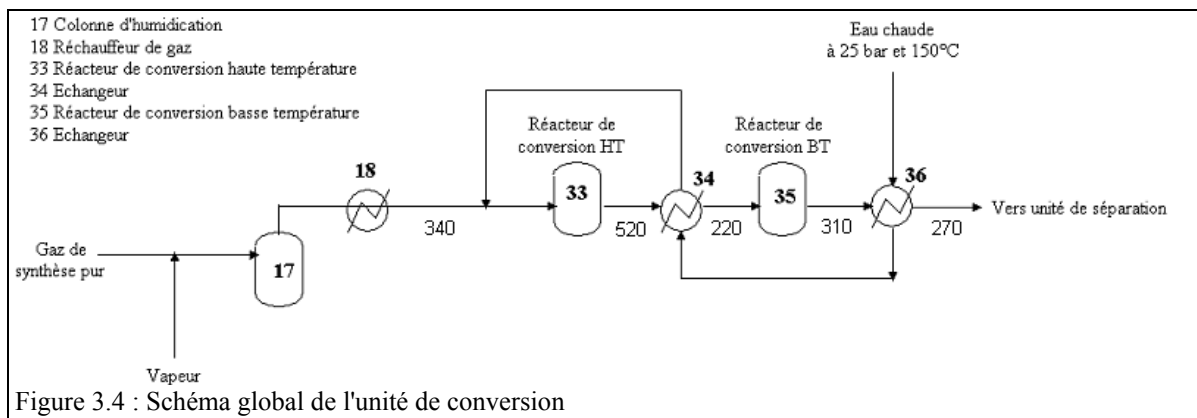 17 Colonne d'humidication
18 Réchauffeur de gaz
33 Réacteur de conversion haute température
34 Echangeur
35 Réacteur de conversion basse température
36 Echangeur
Eau chaude
à 25 bar et 150°C
Réacteur de
conversion HT
Réacteur de
conversion BT
18
33
34
35
36
340
520
220
310
270
Vers unité de séparation
Gaz de
synthèse pur
17
Vapeur
Figure 3.4 : Schéma global de l'unité de conversion